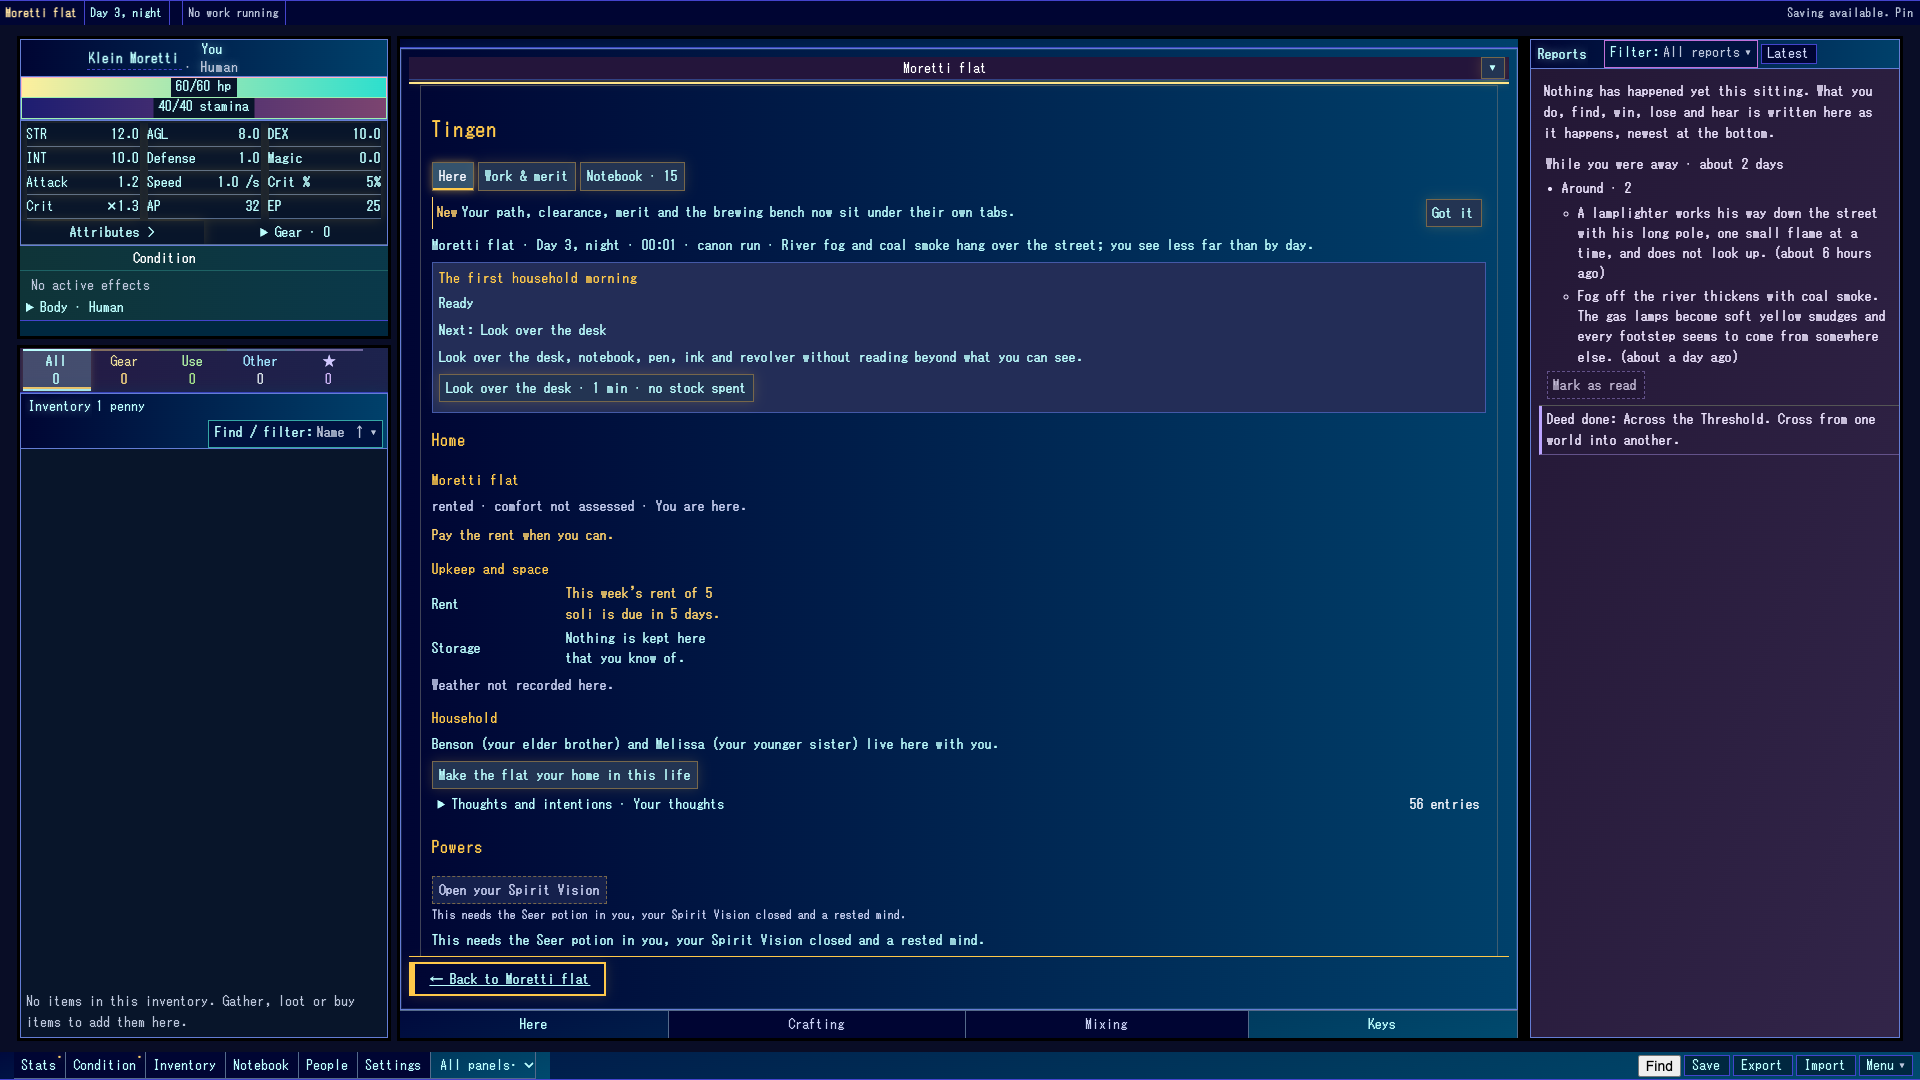 Moretti flat
Day 3, night
No work running
Saving available. Pin
Klein Moretti · You
Human
60/60 hp
40/40 stamina
STR 12.0 AGL 8.0 DEX 10.0
INT 10.0 Defense 1.0 Magic 0.0
Attack 1.2 Speed 1.0 /s Crit % 5%
Crit ×1.3 AP 32 EP 25
Attributes >
▶ Gear · 0
Condition
No active effects
▶ Body · Human
All Gear Use Other ★
0 0 0 0 0
Inventory 1 penny
Find / filter: Name ↑ ▾
No items in this inventory. Gather, loot or buy
items to add them here.
Moretti flat
▼
Tingen
Here
Work & merit
Notebook · 15
New Your path, clearance, merit and the brewing bench now sit under their own tabs.
Got it
Moretti flat · Day 3, night · 00:01 · canon run · River fog and coal smoke hang over the street; you see less far than by day.
The first household morning
Ready
Next: Look over the desk
Look over the desk, notebook, pen, ink and revolver without reading beyond what you can see.
Look over the desk · 1 min · no stock spent
Home
Moretti flat
rented · comfort not assessed · You are here.
Pay the rent when you can.
Upkeep and space
Rent
This week's rent of 5
soli is due in 5 days.
Storage
Nothing is kept here
that you know of.
Weather not recorded here.
Household
Benson (your elder brother) and Melissa (your younger sister) live here with you.
Make the flat your home in this life
▶ Thoughts and intentions · Your thoughts
56 entries
Powers
Open your Spirit Vision
This needs the Seer potion in you, your Spirit Vision closed and a rested mind.
This needs the Seer potion in you, your Spirit Vision closed and a rested mind.
← Back to Moretti flat
Here
Crafting
Mixing
Keys
Reports
Filter: All reports ▾
Latest
Nothing has happened yet this sitting. What you
do, find, win, lose and hear is written here as
it happens, newest at the bottom.
While you were away · about 2 days
• Around · 2
A lamplighter works his way down the street
with his long pole, one small flame at a
time, and does not look up. (about 6 hours
ago)
Fog off the river thickens with coal smoke.
The gas lamps become soft yellow smudges and
every footstep seems to come from somewhere
else. (about a day ago)
Mark as read
Deed done: Across the Threshold. Cross from one
world into another.
Stats
Condition
Inventory
Notebook
People
Settings
All panels·
Find
Save
Export
Import
Menu ▾